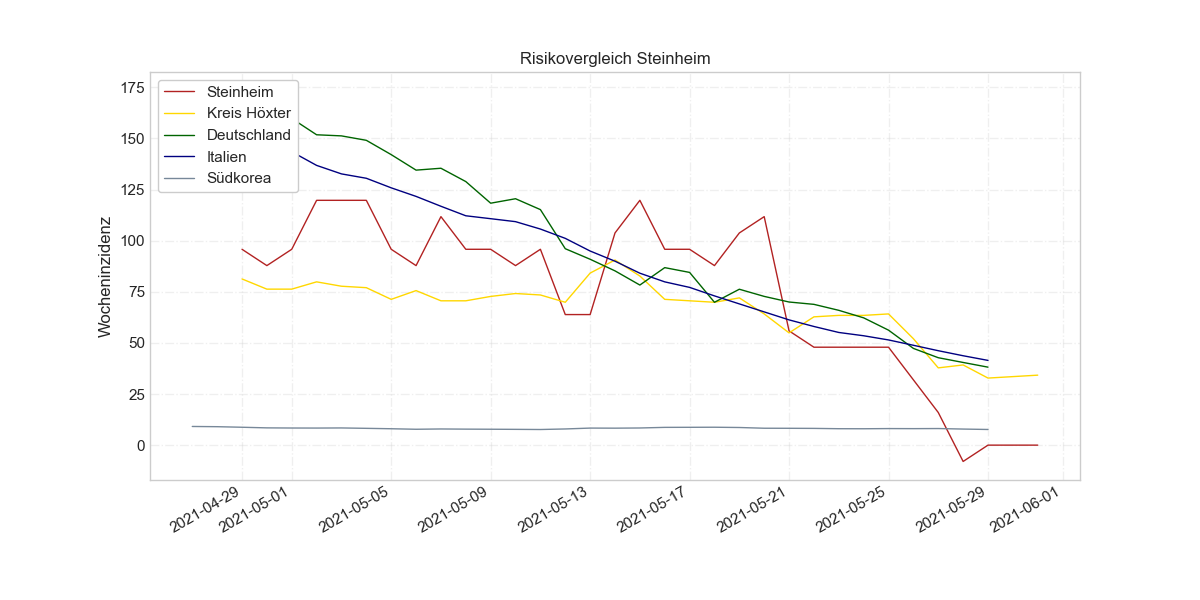 Risikovergleich Steinheim
Wocheninzidenz
175
150
125
100
75
50
25
0
Steinheim
Kreis Höxter
Deutschland
Italien
Südkorea
2021-04-29
2021-05-01
2021-05-05
2021-05-09
2021-05-13
2021-05-17
2021-05-21
2021-05-25
2021-05-29
2021-06-01